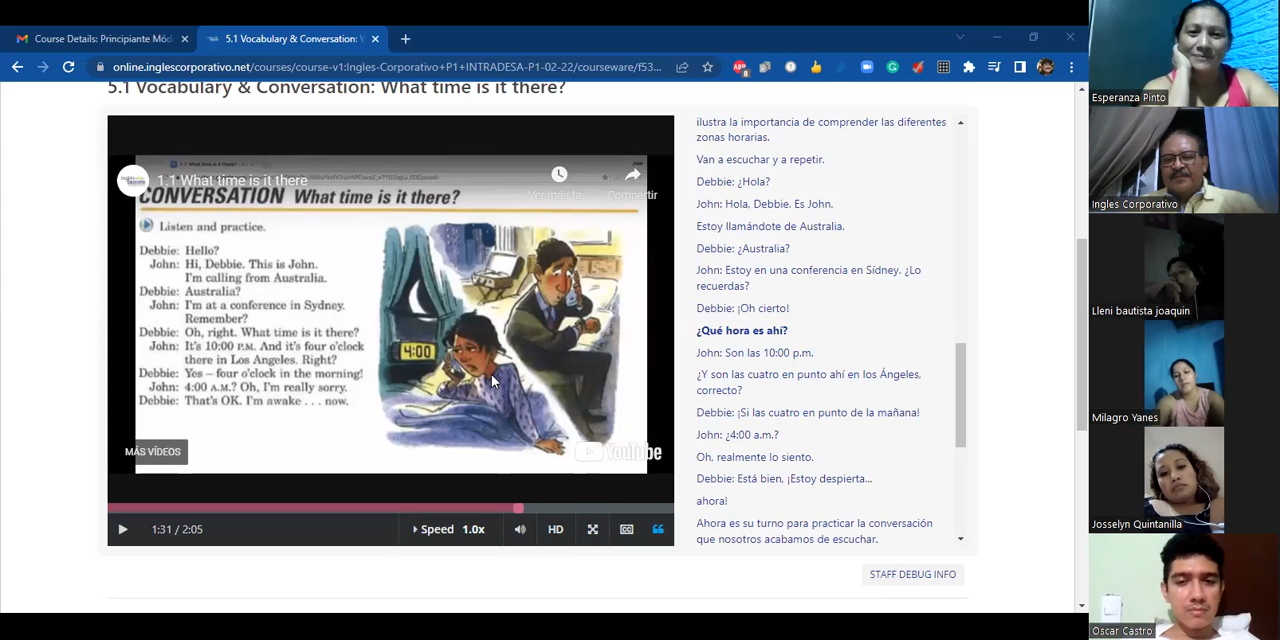 Course Details: Principiante Mód
5.1 Vocabulary & Conversation: W
online.inglescorporativo.net/courses/course-v1:Ingles-Corporativo+P1+INTRADESA-P1-02-22/courseware/f53...
8
5.1 Vocabulary & Conversation: What time is it there?
1.1 What time is it there
Ver más ta
Compartir
CONVERSATION What time is it there?
Listen and practice.
Debbie: Hello?
John: Hi, Debbie. This is John.
I'm calling from Australia.
Debbie: Australia?
John: I'm at a conference in Sydney.
Remember?
Debbie: Oh, right. What time is it there?
John: It's 10:00 P.M. And it's four o'clock
there in Los Angeles. Right?
Debbie: Yes – four o'clock in the morning!
John: 4:00 A.M.? Oh, I'm really sorry.
Debbie: That's OK. I'm awake . . . now.
4:00
MÁS VÍDEOS
YouTube
1:31 / 2:05
Speed 1.0x
HD
ilustra la importancia de comprender las diferentes
zonas horarias.
Van a escuchar y a repetir.
Debbie: ¿Hola?
John: Hola, Debbie. Es John.
Estoy llamándote de Australia.
Debbie: ¿Australia?
John: Estoy en una conferencia en Sídney. ¿Lo
recuerdas?
Debbie: ¡Oh cierto!
¿Qué hora es ahí?
John: Son las 10:00 p.m.
¿Y son las cuatro en punto ahí en los Ángeles,
correcto?
Debbie: ¡Si las cuatro en punto de la mañana!
John: ¿4:00 a.m.?
Oh, realmente lo siento.
Debbie: Está bien, ¡Estoy despierta...
ahora!
Ahora es su turno para practicar la conversación
que nosotros acabamos de escuchar.
STAFF DEBUG INFO
Esperanza Pinto
Ingles Corporativo
Lleni bautista joaquin
Milagro Yanes
Josselyn Quintanilla
Oscar Castro